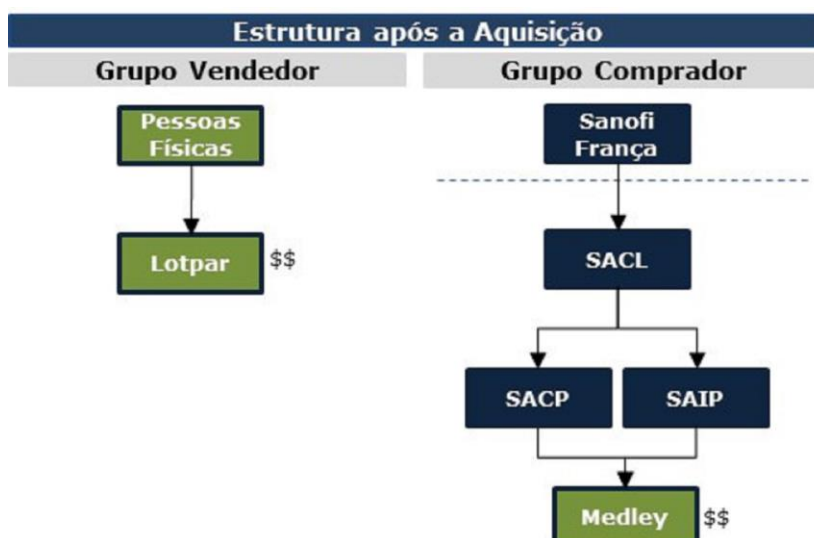 Estrutura após a Aquisição
Grupo Vendedor
Grupo Comprador
Pessoas
Físicas
Sanofi
França
Lotpar
$$
SACL
SACP
SAIP
Medley
$$